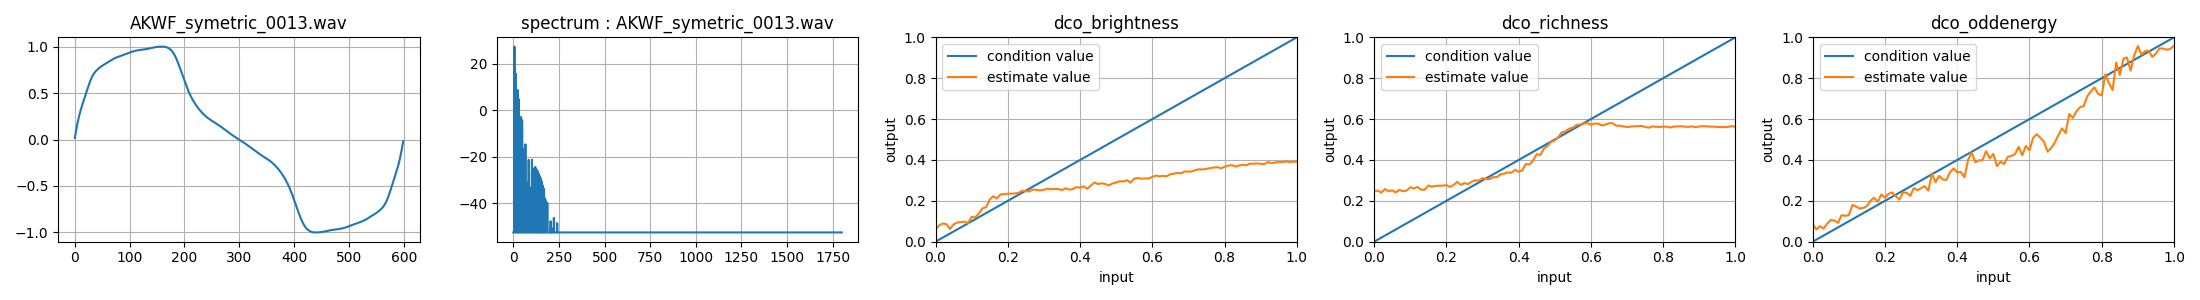 AKWF_symetric_0013.wav
1.0
0.5
0.0
−0.5
−1.0
0 100 200 300 400 500 600
spectrum : AKWF_symetric_0013.wav
20
0
−20
−40
0 250 500 750 1000 1250 1500 1750
dco_brightness
condition value
estimate value
output
1.0
0.8
0.6
0.4
0.2
0.0
0.0 0.2 0.4 0.6 0.8 1.0
input
dco_richness
condition value
estimate value
output
1.0
0.8
0.6
0.4
0.2
0.0
0.0 0.2 0.4 0.6 0.8 1.0
input
dco_oddenergy
condition value
estimate value
output
1.0
0.8
0.6
0.4
0.2
0.0
0.0 0.2 0.4 0.6 0.8 1.0
input